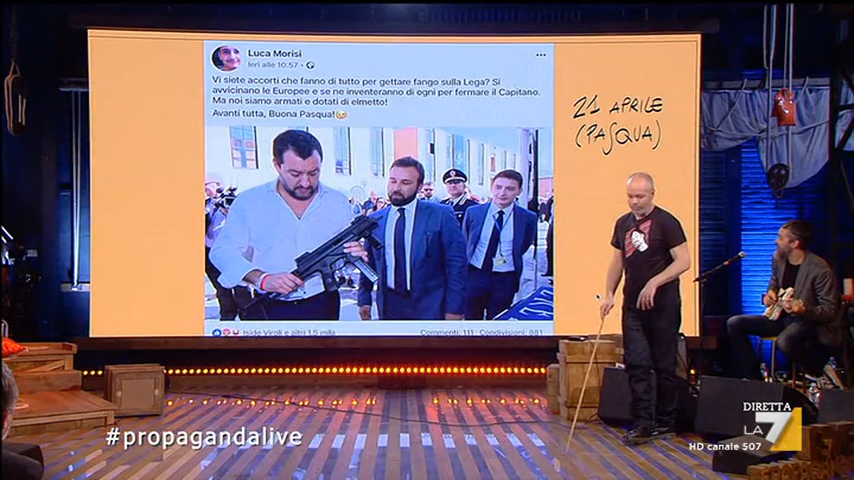 Luca Morisi
Ieri alle 10:57
Vi siete accorti che fanno di tutto per gettare fango sulla Lega? Si
avvicinano le Europee e se ne inventeranno di ogni per fermare il Capitano.
Ma noi siamo armati e dotati di elmetto!
Avanti tutta, Buona Pasqua!
21 APRILE
(PASQUA)
Iside Viroli e altri 1,5 mila
Commenti: 111 · Condivisioni: 881
#propagandalive
DIRETTA
LA 7
HD canale 507